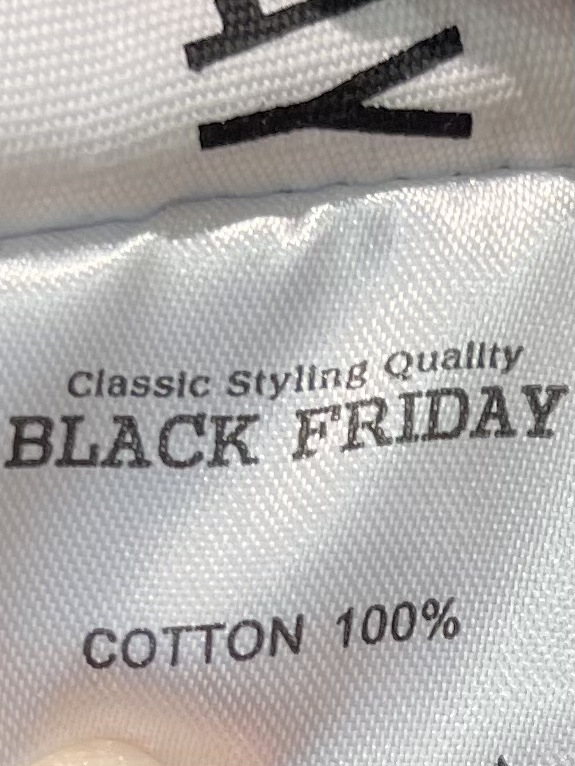 Classic Styling Quality
BLACK FRIDAY
COTTON 100%